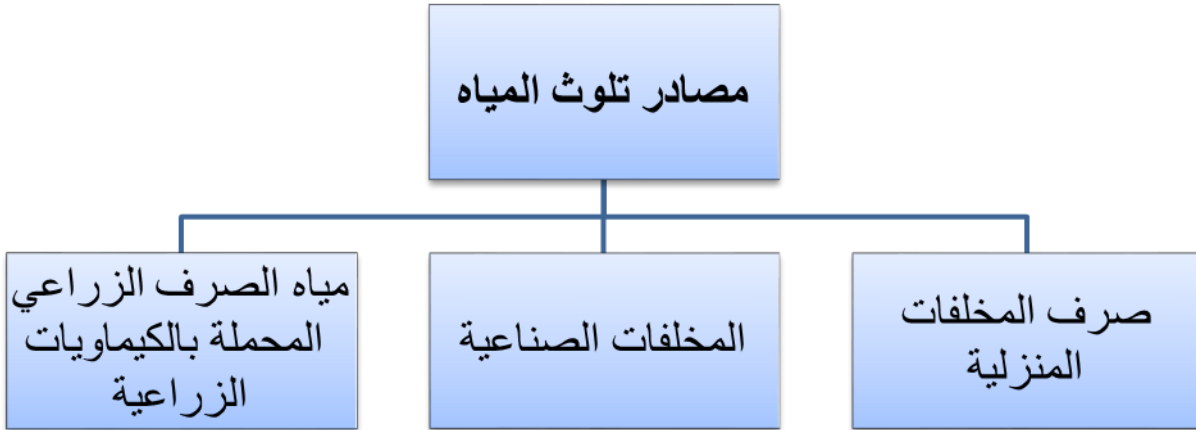 مصادر تلوث المياه
صرف المخلفات
المنزلية
المخلفات الصناعية
مياه الصرف الزراعي
المحملة بالكيماويات
الزراعية